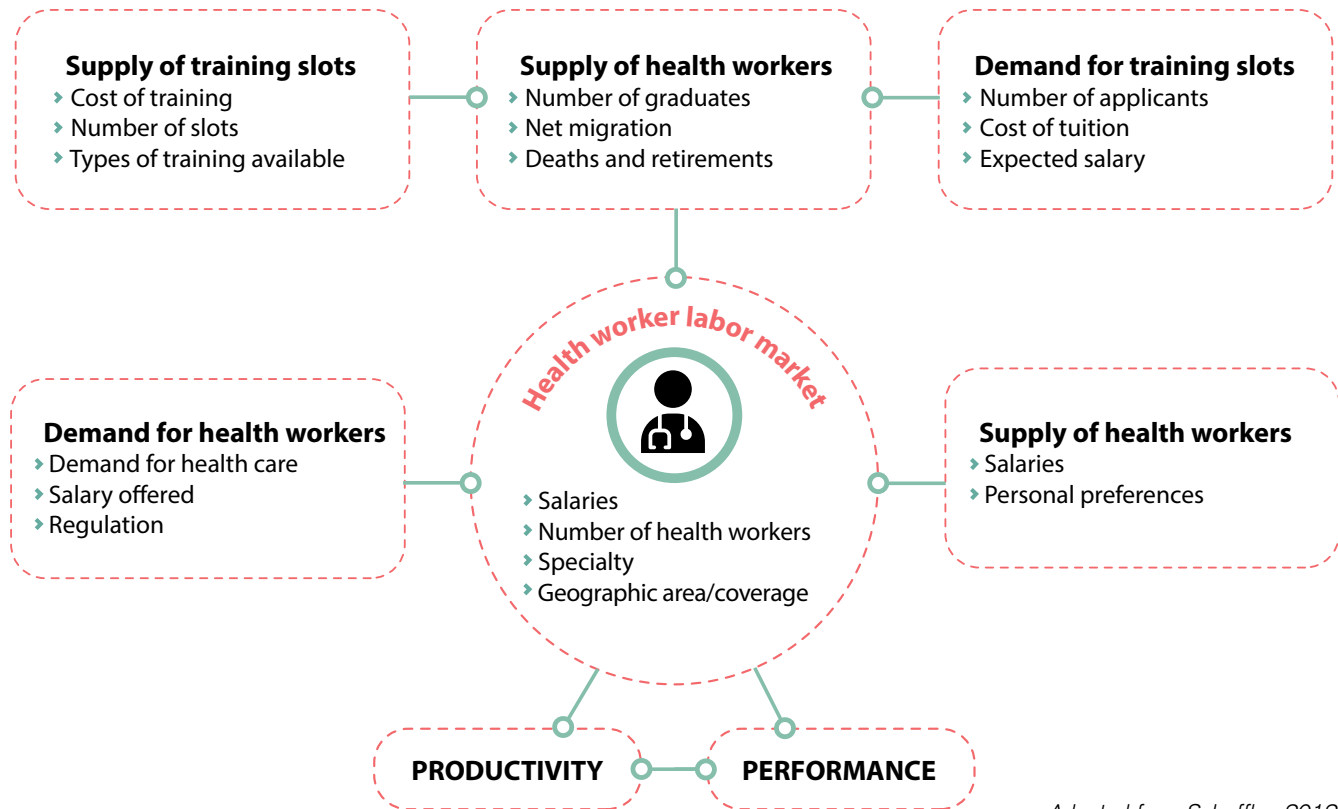 Supply of training slots
Cost of training
Number of slots
Types of training available
Supply of health workers
Number of graduates
Net migration
Deaths and retirements
Demand for training slots
Number of applicants
Cost of tuition
Expected salary
Health worker labor market
Demand for health workers
Demand for health care
Salary offered
Regulation
Salaries
Number of health workers
Specialty
Geographic area/coverage
Supply of health workers
Salaries
Personal preferences
PRODUCTIVITY
PERFORMANCE